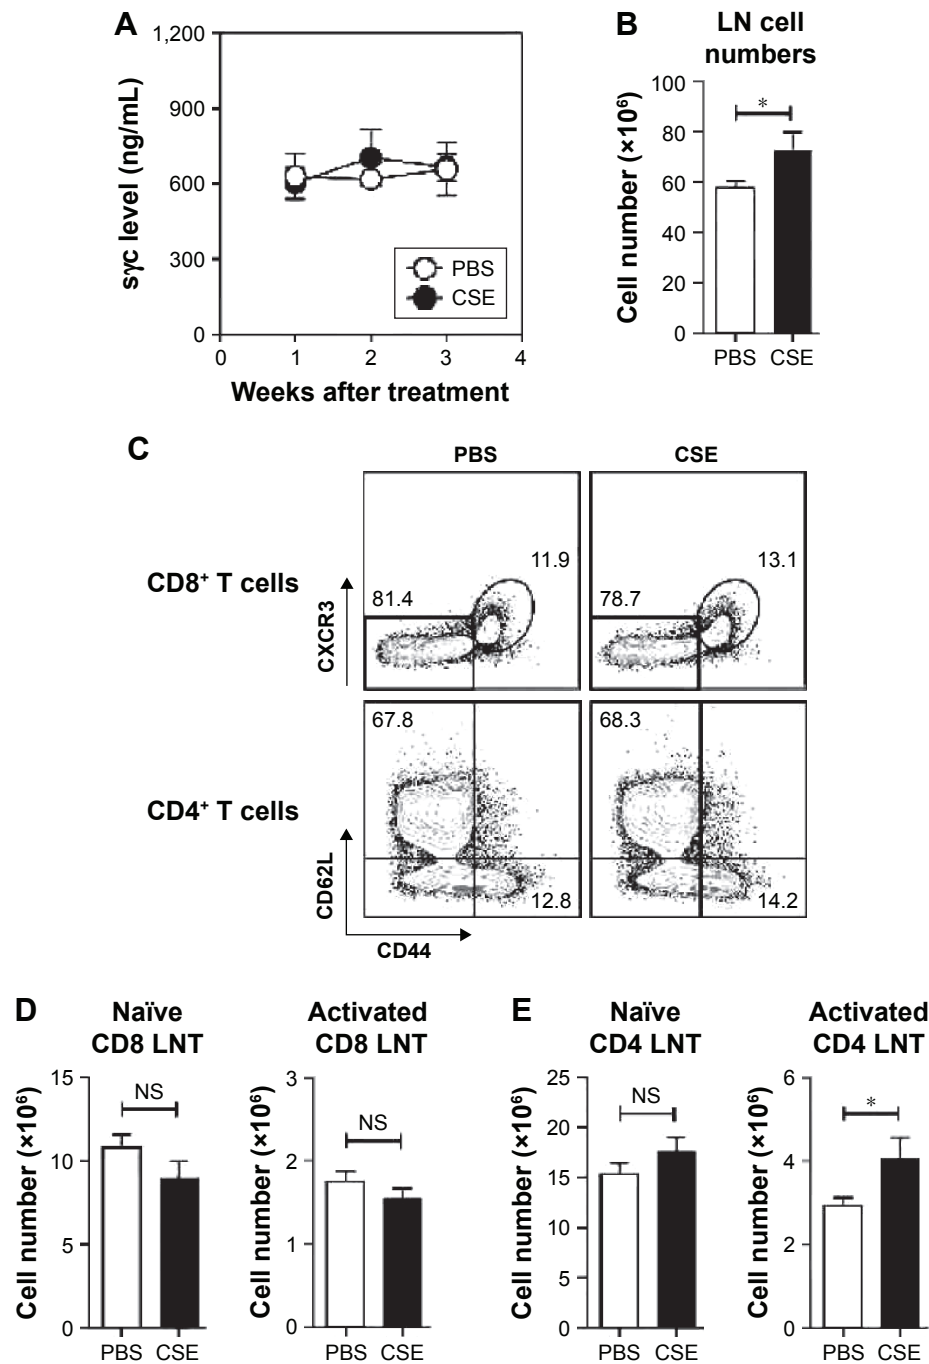 A
sγc level (ng/mL)
1,200
900
600
300
0
0 1 2 3 4
Weeks after treatment
PBS
CSE
B
LN cell
numbers
Cell number (×10⁶)
100
80
60
40
20
0
*
PBS CSE
C
PBS CSE
CD8⁺ T cells
CXCR3
81.4
11.9
78.7
13.1
CD4⁺ T cells
CD62L
67.8
12.8
68.3
14.2
CD44
D
Naïve
CD8 LNT
Cell number (×10⁶)
15
10
5
0
NS
PBS CSE
Activated
CD8 LNT
Cell number (×10⁶)
3
2
1
0
NS
PBS CSE
E
Naïve
CD4 LNT
Cell number (×10⁶)
25
20
15
10
5
0
NS
PBS CSE
Activated
CD4 LNT
Cell number (×10⁶)
6
4
2
0
*
PBS CSE